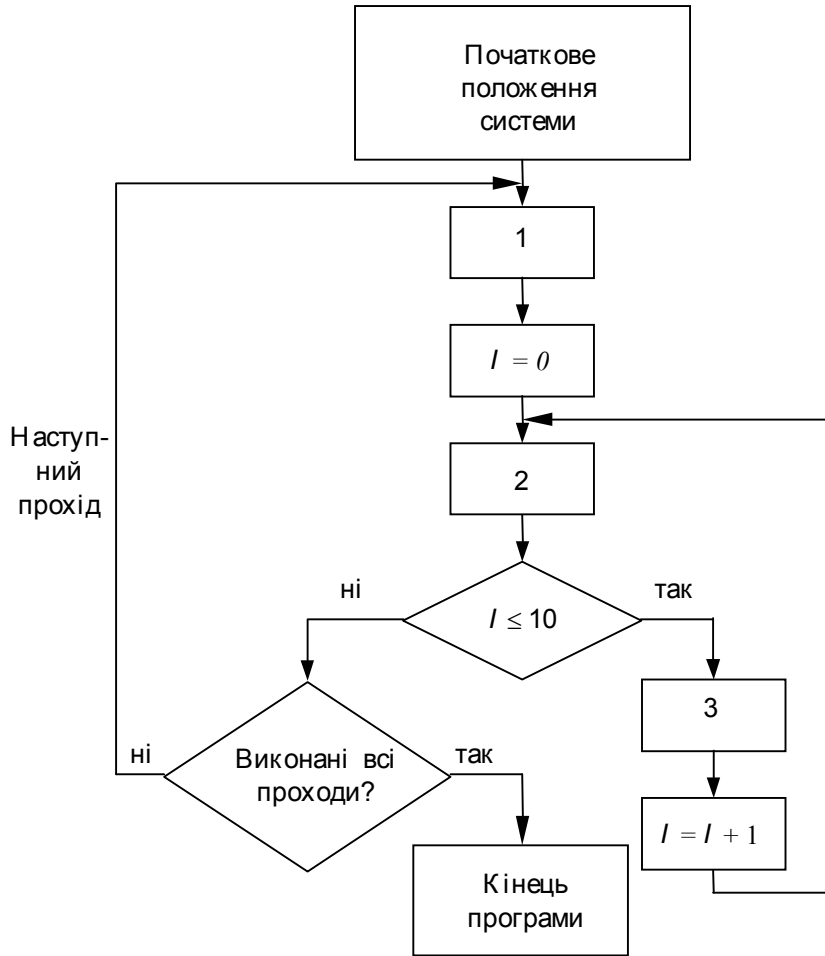 Початкове
положення
системи
1
I = 0
Наступ-
ний
прохід
2
ні
так
I ≤ 10
3
ні
Виконані всі
проходи?
так
I = I + 1
Кінець
програми